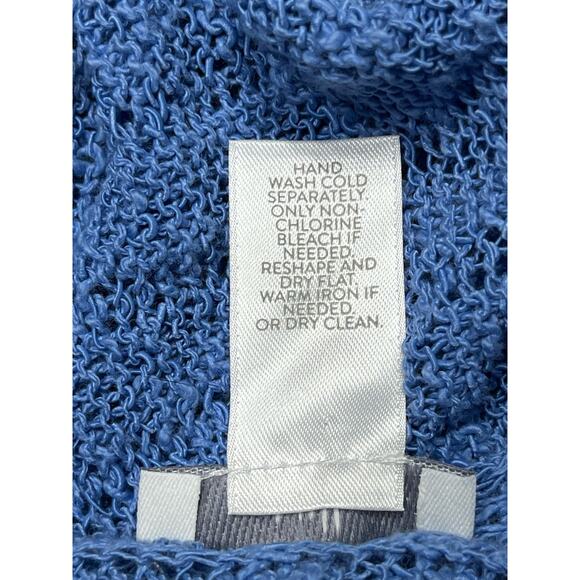 HAND
WASH COLD
SEPARATELY.
ONLY NON-
CHLORINE
BLEACH IF
NEEDED,
RESHAPE AND
DRY FLAT,
WARM IRON IF
NEEDED
OR DRY CLEAN.